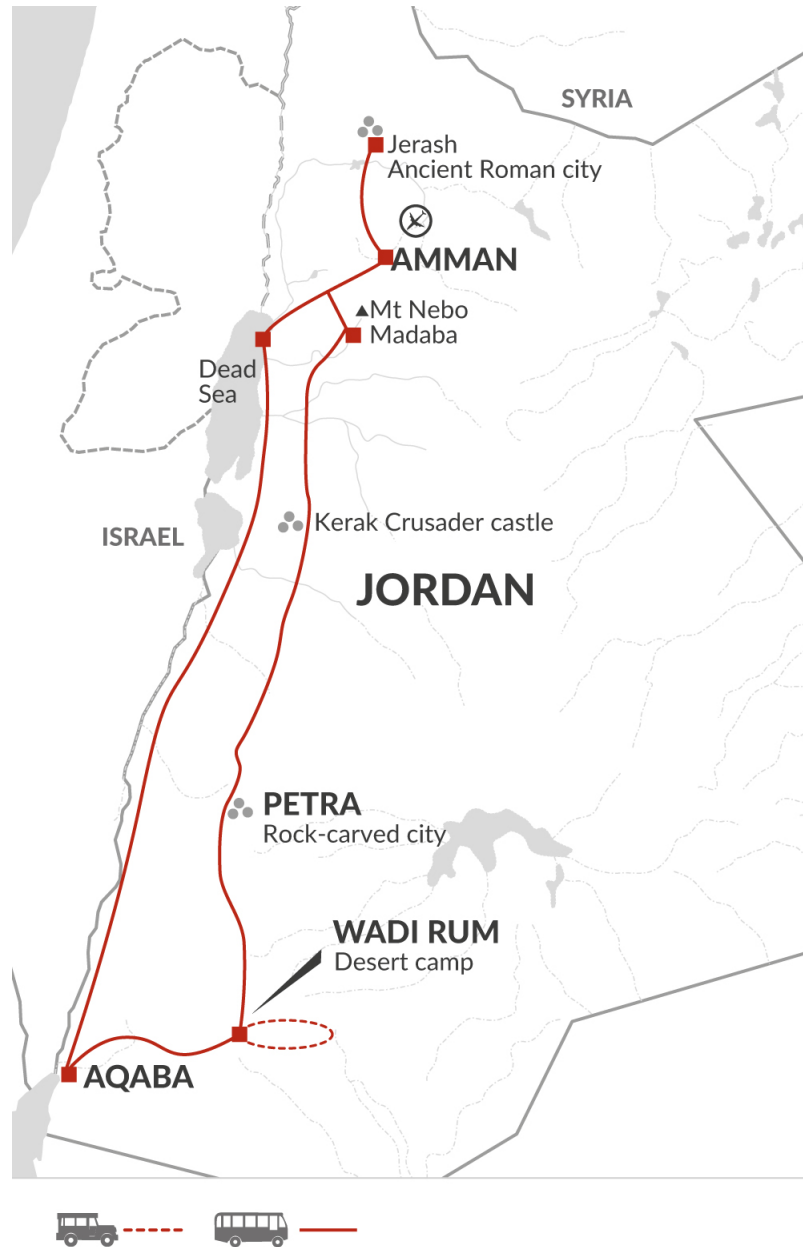 SYRIA
Jerash
Ancient Roman city
AMMAN
Mt Nebo
Madaba
Dead
Sea
Kerak Crusader castle
ISRAEL
JORDAN
PETRA
Rock-carved city
WADI RUM
Desert camp
AQABA